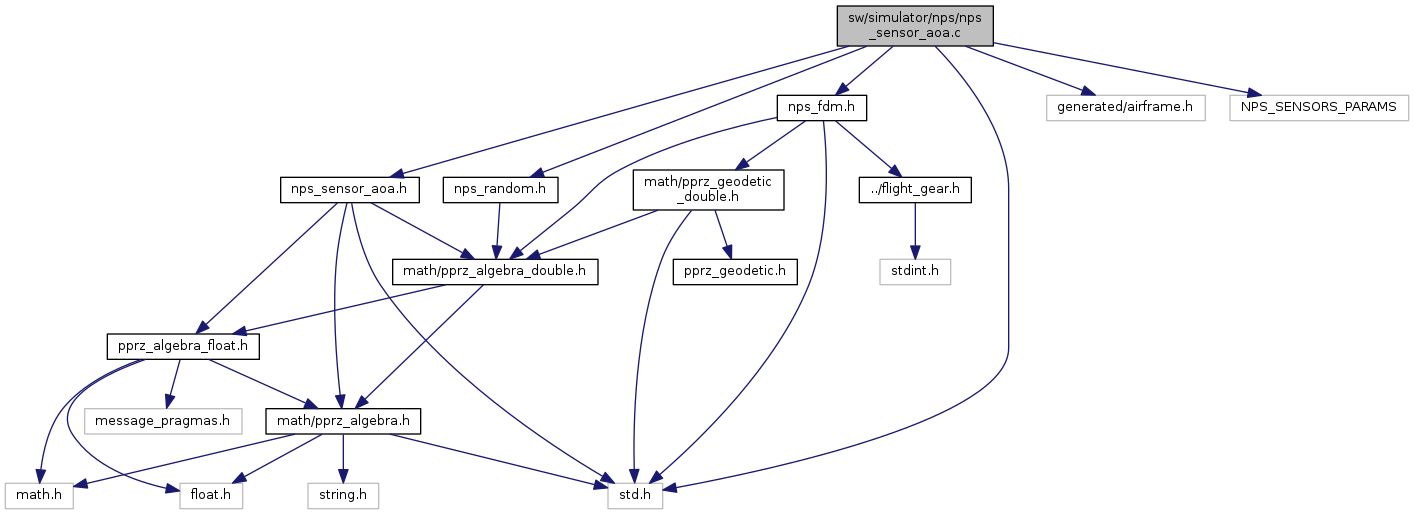 sw/simulator/nps/nps
_sensor_aoa.c
nps_fdm.h
generated/airframe.h
NPS_SENSORS_PARAMS
nps_sensor_aoa.h
nps_random.h
math/pprz_geodetic
_double.h
../flight_gear.h
math/pprz_algebra_double.h
pprz_geodetic.h
stdint.h
pprz_algebra_float.h
message_pragmas.h
math/pprz_algebra.h
math.h
float.h
string.h
std.h